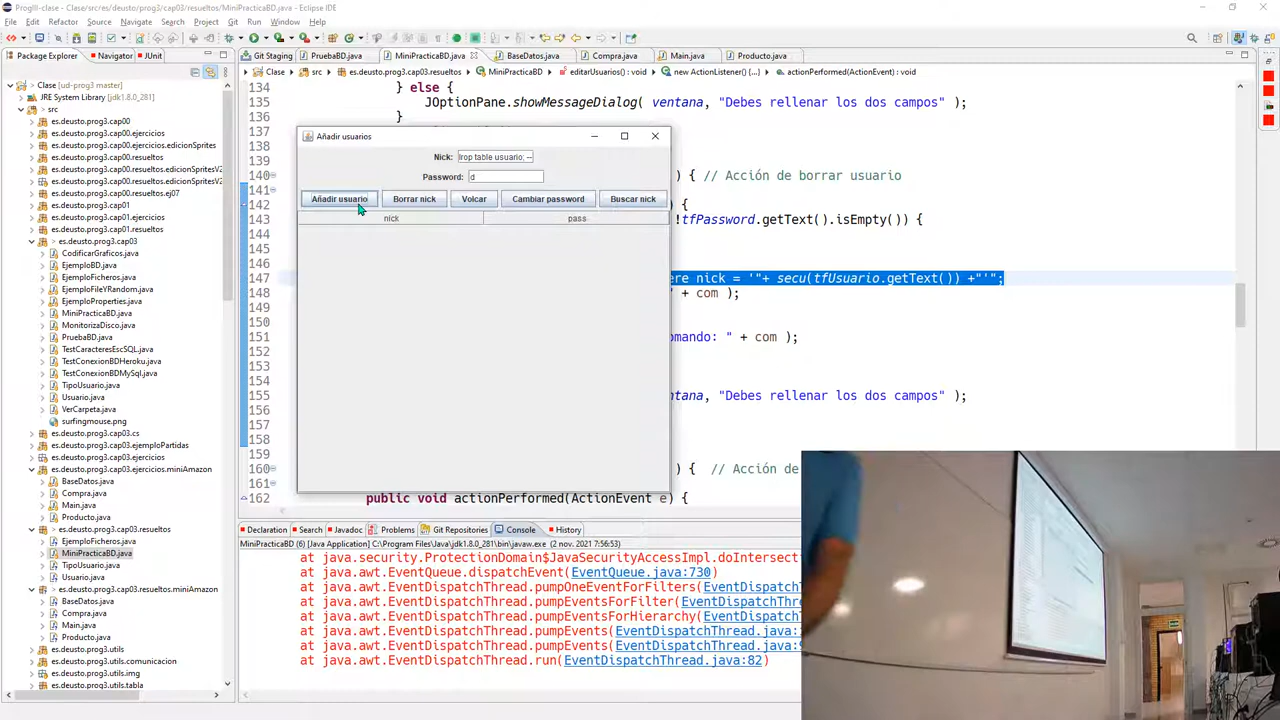 ProgIII-clase - Clase/src/es/deusto/prog3/cap03/resueltos/MiniPracticaBD.java - Eclipse IDE
File Edit Refactor Source Navigate Search Project Git Run Window Help
Package Explorer Navigator JUnit
Git Staging PruebaBD.java MiniPracticaBD.java BaseDatos.java Compra.java Main.java Producto.java
Clase src es.deusto.prog3.cap03.resueltos MiniPracticaBD editarUsuarios() : void new ActionListener() {...} actionPerformed(ActionEvent) : void
Clase [ud-prog3 master]
JRE System Library [jdk1.8.0_281]
src
es.deusto.prog3.cap00
es.deusto.prog3.cap00.ejercicios
es.deusto.prog3.cap00.ejercicios.edicionSprites
es.deusto.prog3.cap00.resueltos
es.deusto.prog3.cap00.resueltos.edicionSprites
es.deusto.prog3.cap00.resueltos.edicionSpritesV2
es.deusto.prog3.cap00.resueltos.ej07
es.deusto.prog3.cap01
es.deusto.prog3.cap01.resueltos
es.deusto.prog3.cap03
CodificarGraficos.java
EjemploBD.java
EjemploFicheros.java
EjemploFileYRandom.java
EjemploProperties.java
MiniPracticaBD.java
MonitorizaDisco.java
PruebaBD.java
TestCaracteresEscSQL.java
TestConexionBDHeroku.java
TestConexionBDMySql.java
TipoUsuario.java
Usuario.java
VerCarpeta.java
surfingmouse.png
es.deusto.prog3.cap03.cs
es.deusto.prog3.cap03.ejemploPartidas
es.deusto.prog3.cap03.ejercicios
es.deusto.prog3.cap03.ejercicios.miniAmazon
BaseDatos.java
Compra.java
Main.java
Producto.java
es.deusto.prog3.cap03.resueltos
EjemploFicheros.java
MiniPracticaBD.java
TipoUsuario.java
Usuario.java
es.deusto.prog3.cap03.resueltos.miniAmazon
BaseDatos.java
Compra.java
Main.java
Producto.java
es.deusto.prog3.utils
es.deusto.prog3.utils.comunicacion
es.deusto.prog3.utils.img
es.deusto.prog3.utils.tabla
134 } else {
135 JOptionPane.showMessageDialog( ventana, "Debes rellenar los dos campos" );
136 }
137
138
139
140 ) { // Acción de borrar usuario
141
142 {
143 !tfPassword.getText().isEmpty()) {
144
145
146
147 ere nick = '"+ secu(tfUsuario.getText()) +"'";
148 " + com );
149
150
151 omando: " + com );
152
153
154
155 ntana, "Debes rellenar los dos campos" );
156
157
158
159
160 ) { // Acción de
161
162 public void actionPerformed(ActionEvent e) {
Añadir usuarios
Nick: rop table usuario; --
Password: d
Añadir usuario Borrar nick Volcar Cambiar password Buscar nick
nick pass
Declaration Search Javadoc Problems Git Repositories Console History
MiniPracticaBD (6) [Java Application] C:\Program Files\Java\jdk1.8.0_281\bin\javaw.exe (2 nov. 2021 7:56:53)
at java.security.ProtectionDomain$JavaSecurityAccessImpl.doIntersect
at java.awt.EventQueue.dispatchEvent(EventQueue.java:730)
at java.awt.EventDispatchThread.pumpOneEventForFilters(EventDispatchThre
at java.awt.EventDispatchThread.pumpEventsForFilter(EventDispatchThre
at java.awt.EventDispatchThread.pumpEventsForHierarchy(EventDispatchThre
at java.awt.EventDispatchThread.pumpEvents(EventDispatchThread.java:
at java.awt.EventDispatchThread.pumpEvents(EventDispatchThread.java:
at java.awt.EventDispatchThread.run(EventDispatchThread.java:82)